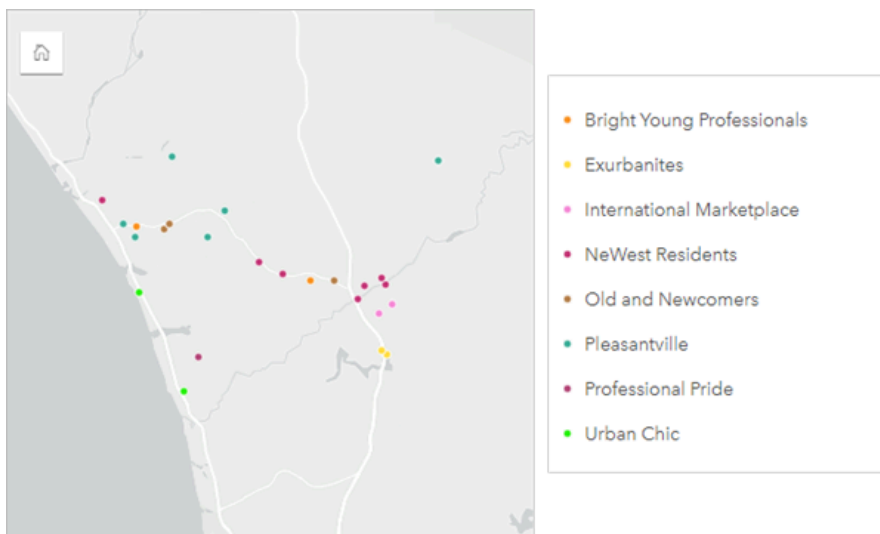 Bright Young Professionals
Exurbanites
International Marketplace
NeWest Residents
Old and Newcomers
Pleasantville
Professional Pride
Urban Chic